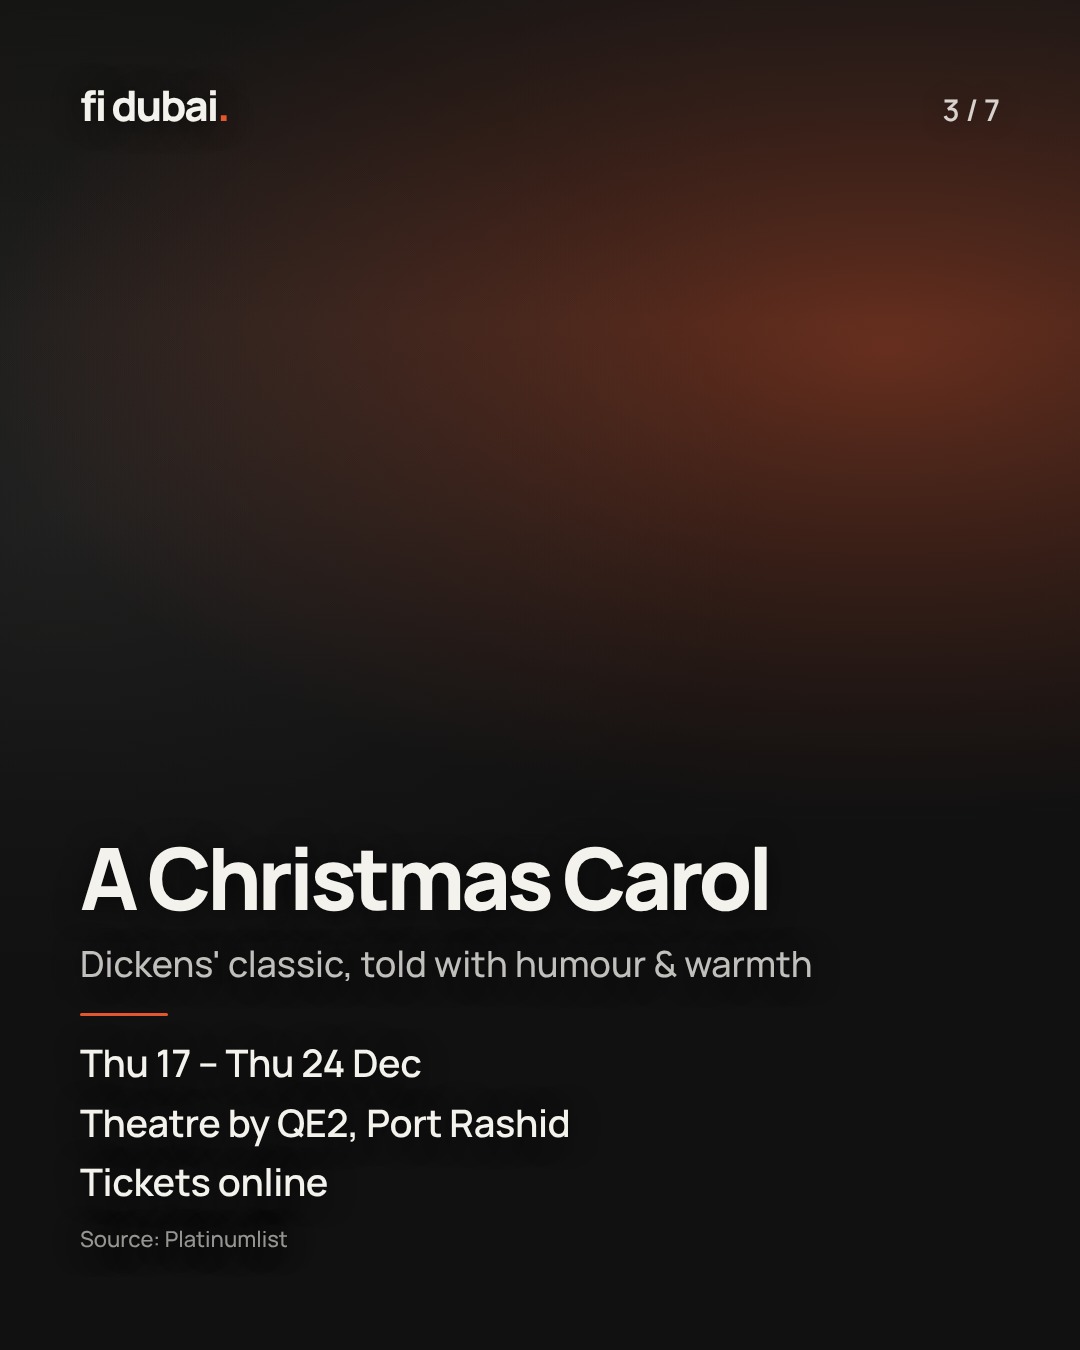 fi dubai.
3 / 7
A Christmas Carol
Dickens' classic, told with humour & warmth
Thu 17 – Thu 24 Dec
Theatre by QE2, Port Rashid
Tickets online
Source: Platinumlist